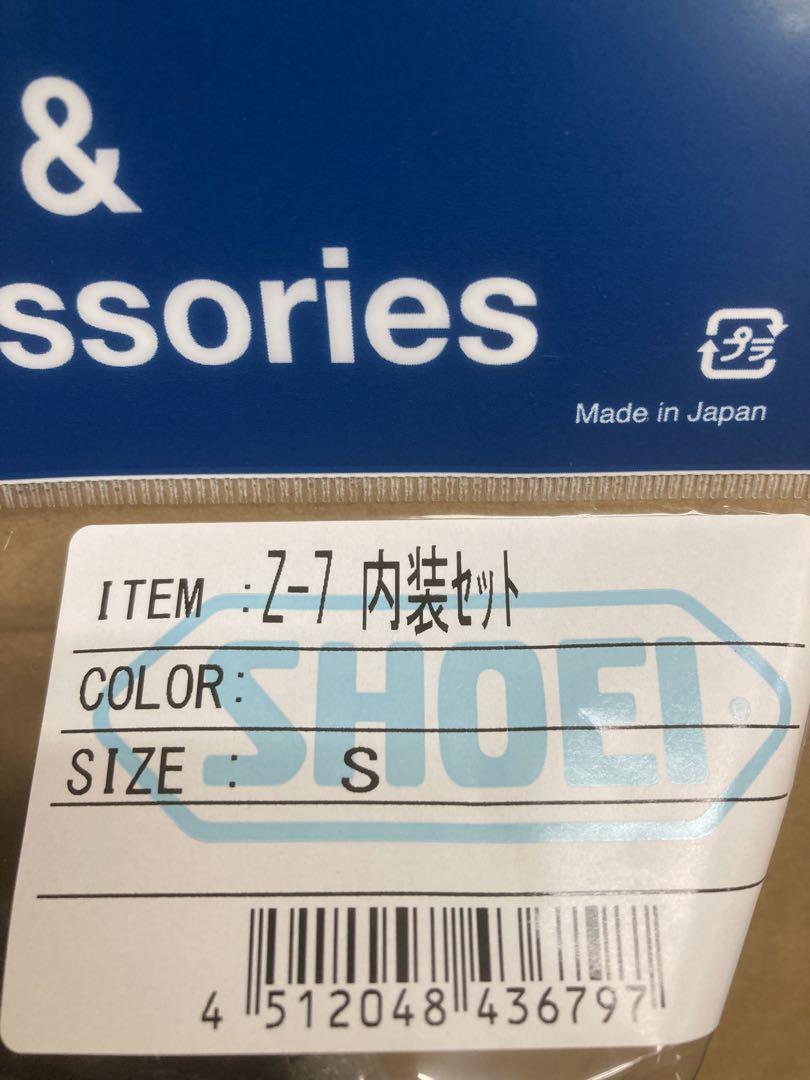 &
ssories
プラ
Made in Japan
ITEM :Z-7 内装ｾｯﾄ
COLOR:
SIZE : S
SHOEI®
4 512048 436797